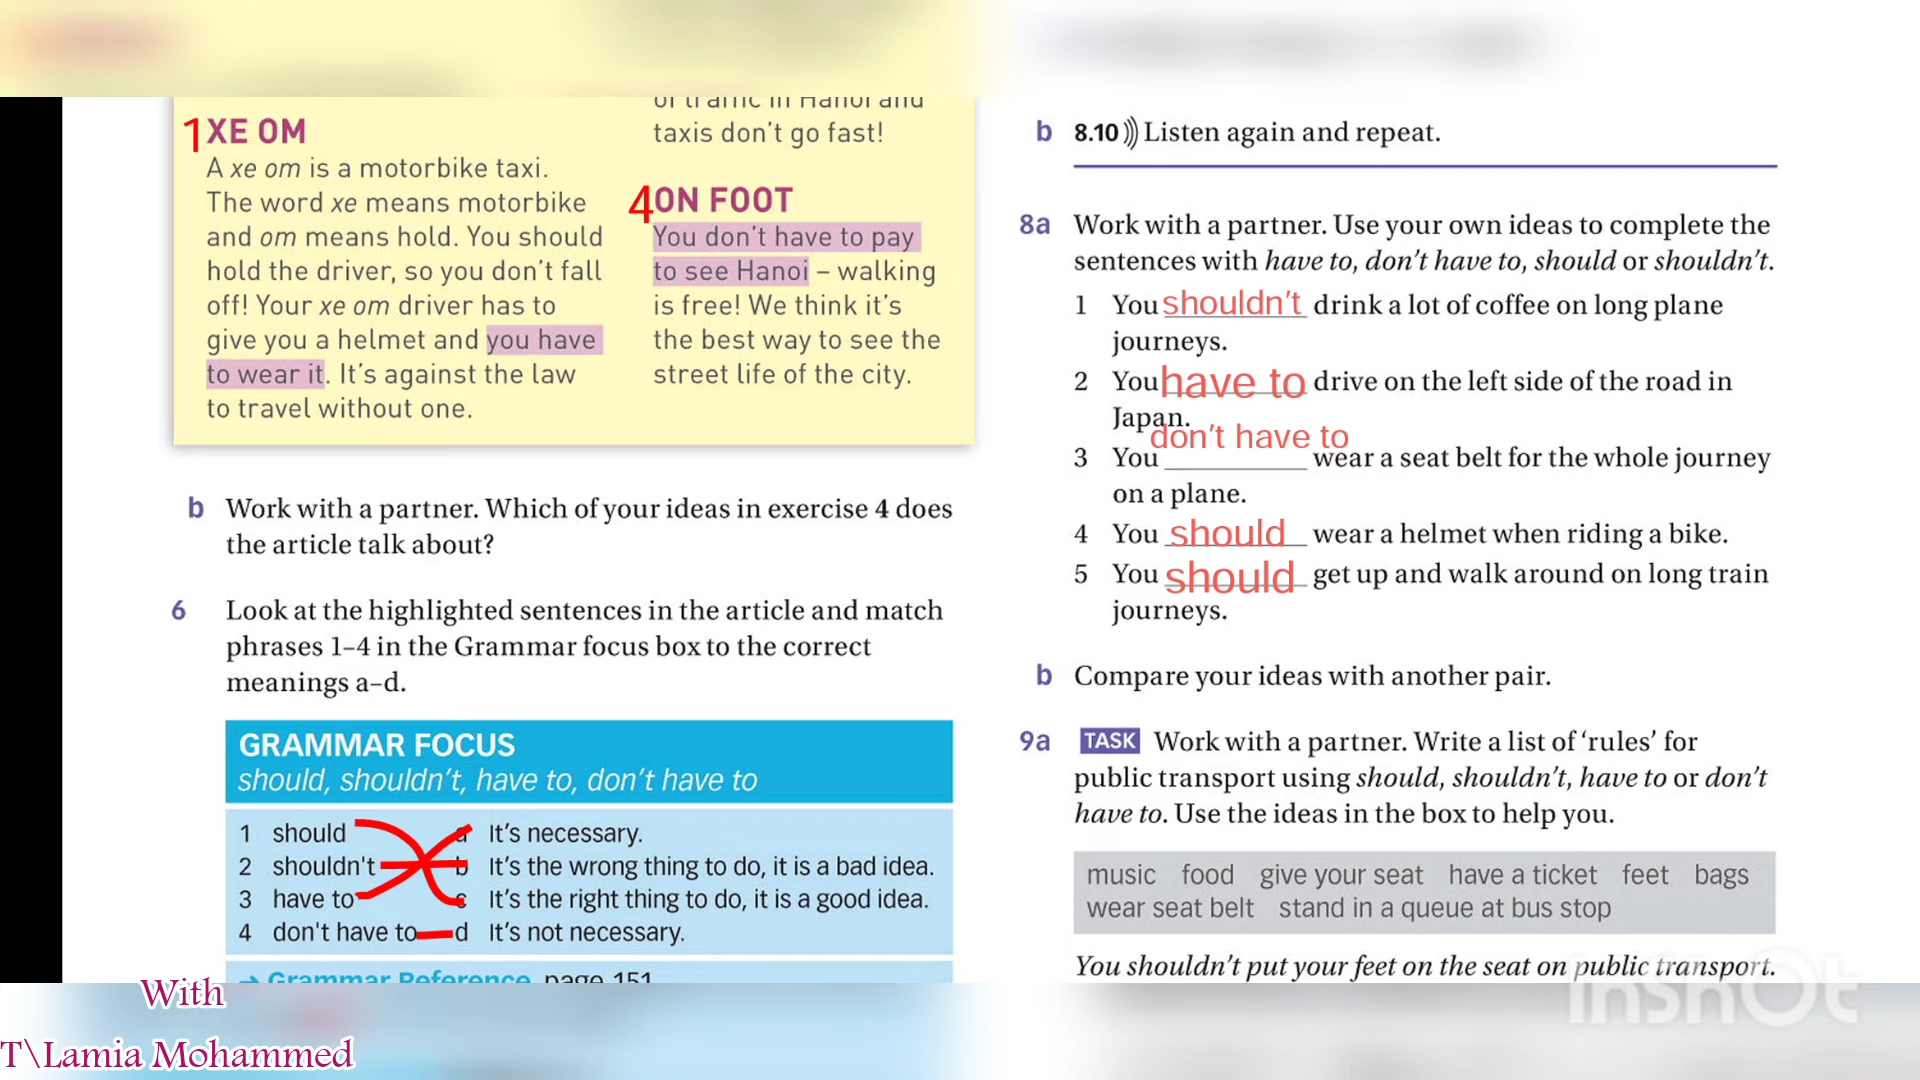 1 XE OM
A xe om is a motorbike taxi.
The word xe means motorbike
and om means hold. You should
hold the driver, so you don't fall
off! Your xe om driver has to
give you a helmet and you have
to wear it. It's against the law
to travel without one.
of traffic in Hanoi and
taxis don't go fast!
4 ON FOOT
You don't have to pay
to see Hanoi – walking
is free! We think it's
the best way to see the
street life of the city.
b Work with a partner. Which of your ideas in exercise 4 does
the article talk about?
6 Look at the highlighted sentences in the article and match
phrases 1–4 in the Grammar focus box to the correct
meanings a–d.
GRAMMAR FOCUS
should, shouldn't, have to, don't have to
1 should a It's necessary.
2 shouldn't b It's the wrong thing to do, it is a bad idea.
3 have to c It's the right thing to do, it is a good idea.
4 don't have to d It's not necessary.
→ Grammar Reference page 151
b 8.10 Listen again and repeat.
8a Work with a partner. Use your own ideas to complete the
sentences with have to, don't have to, should or shouldn't.
1 You shouldn't drink a lot of coffee on long plane
journeys.
2 You have to drive on the left side of the road in
Japan.
don't have to
3 You ________ wear a seat belt for the whole journey
on a plane.
4 You should wear a helmet when riding a bike.
5 You should get up and walk around on long train
journeys.
b Compare your ideas with another pair.
9a TASK Work with a partner. Write a list of 'rules' for
public transport using should, shouldn't, have to or don't
have to. Use the ideas in the box to help you.
music food give your seat have a ticket feet bags
wear seat belt stand in a queue at bus stop
You shouldn't put your feet on the seat on public transport.
With
T\Lamia Mohammed
InShOt